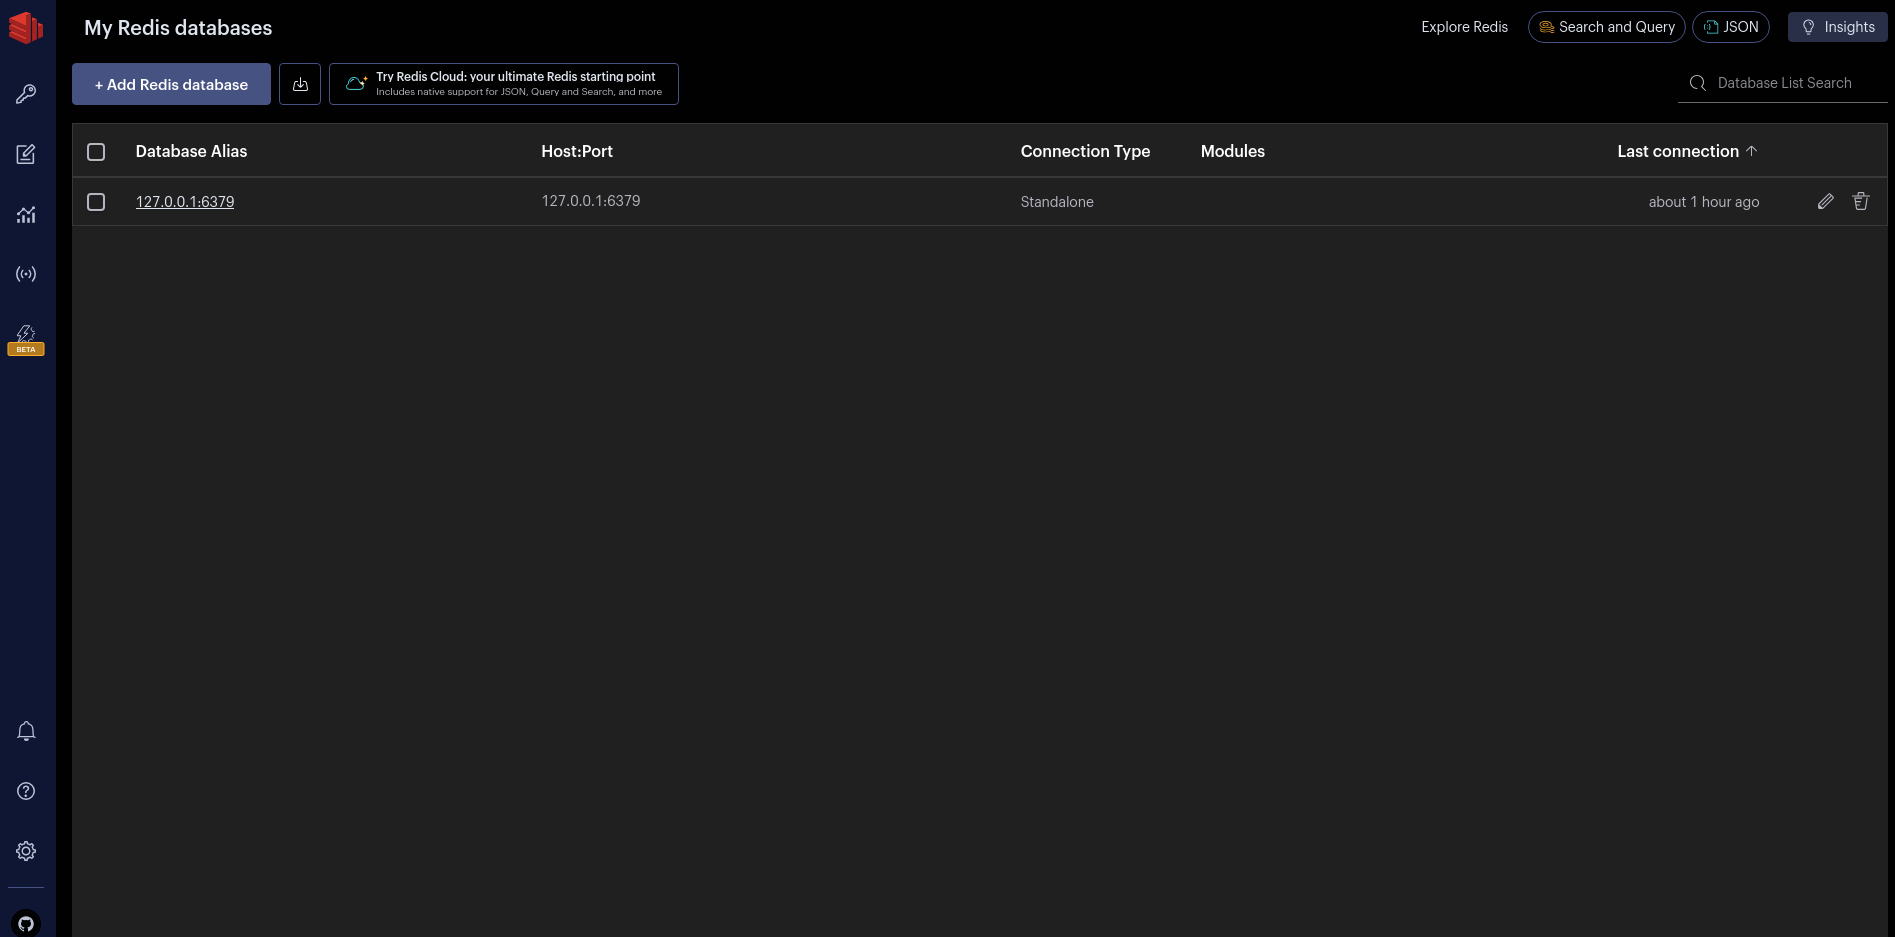 My Redis databases
Explore Redis
Search and Query
JSON
Insights
+ Add Redis database
Try Redis Cloud: your ultimate Redis starting point
Includes native support for JSON, Query and Search, and more
Database List Search
Database Alias
Host:Port
Connection Type
Modules
Last connection
127.0.0.1:6379
127.0.0.1:6379
Standalone
about 1 hour ago
BETA